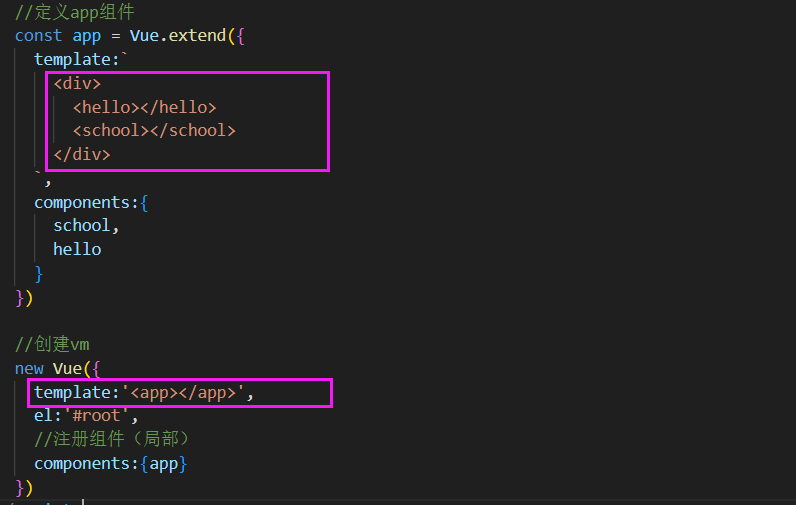 //定义app组件
const app = Vue.extend({
template:`
<div>
<hello></hello>
<school></school>
</div>
`,
components:{
school,
hello
}
})
//创建vm
new Vue({
template:'<app></app>',
el:'#root',
//注册组件（局部）
components:{app}
})